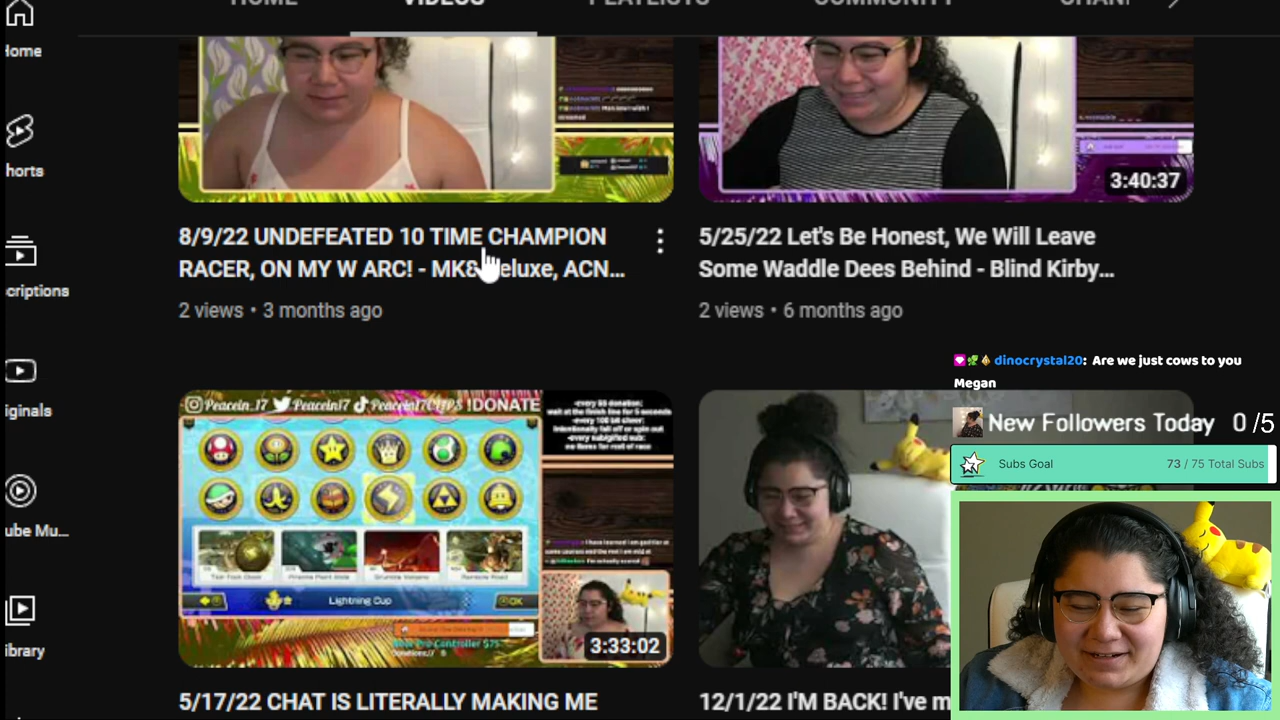 HOME VIDEOS PLAYLISTS COMMUNITY
ome
horts
criptions
iginals
ube Mu...
ibrary
3:40:37
8/9/22 UNDEFEATED 10 TIME CHAMPION
RACER, ON MY W ARC! - MK8 Deluxe, ACN...
2 views • 3 months ago
5/25/22 Let's Be Honest, We Will Leave
Some Waddle Dees Behind - Blind Kirby...
2 views • 6 months ago
dinocrystal20: Are we just cows to you
Megan
New Followers Today 0 /5
Subs Goal 73 / 75 Total Subs
Peacein_17 Peacein17 Peacein17CLIPS !DONATE
Lightning Cup
OK
3:33:02
5/17/22 CHAT IS LITERALLY MAKING ME
12/1/22 I'M BACK! I've m